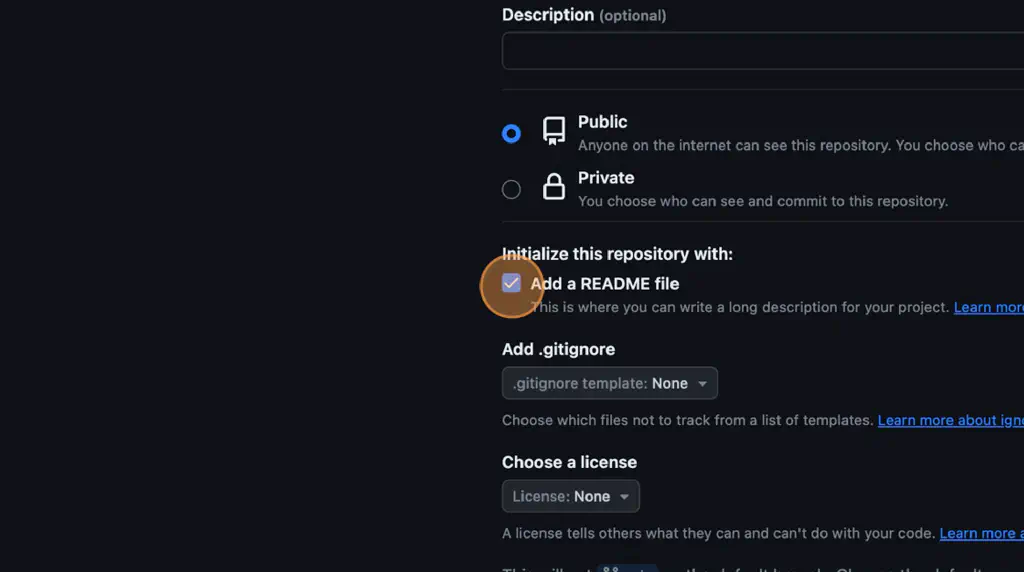 Description (optional)
Public
Anyone on the internet can see this repository. You choose who ca
Private
You choose who can see and commit to this repository.
Initialize this repository with:
Add a README file
This is where you can write a long description for your project. Learn more
Add .gitignore
.gitignore template: None
Choose which files not to track from a list of templates. Learn more about igno
Choose a license
License: None
A license tells others what they can and can't do with your code. Learn more a